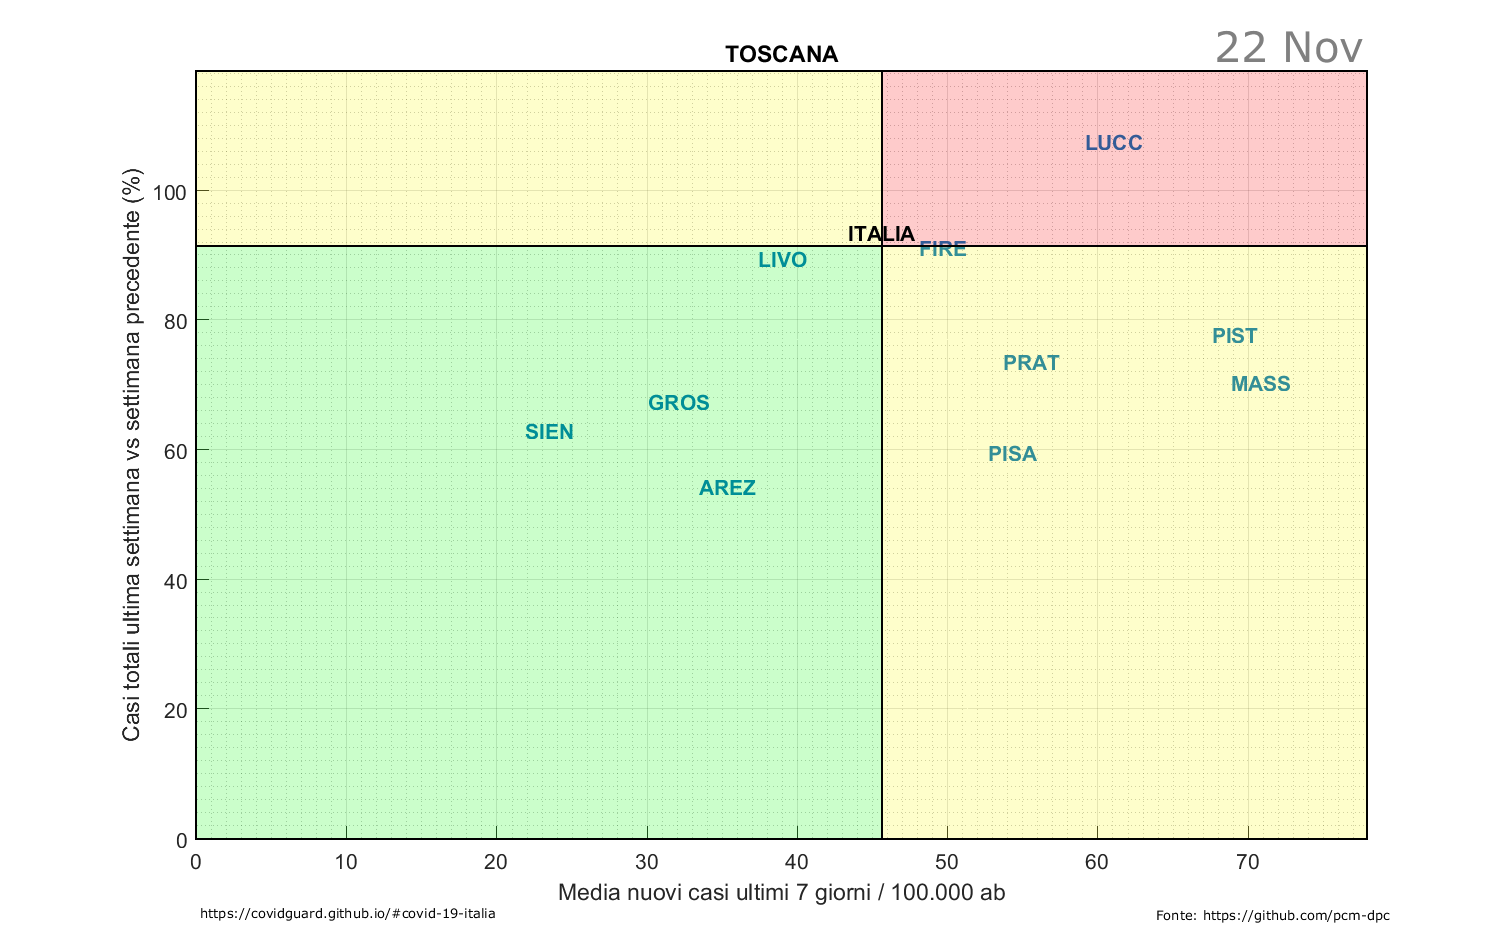 TOSCANA
22 Nov
Casi totali ultima settimana vs settimana precedente (%)
100
80
60
40
20
0
LUCC
ITALIA
FIRE
LIVO
PIST
PRAT
MASS
GROS
SIEN
PISA
AREZ
0 10 20 30 40 50 60 70
Media nuovi casi ultimi 7 giorni / 100.000 ab
https://covidguard.github.io/#covid-19-italia
Fonte: https://github.com/pcm-dpc